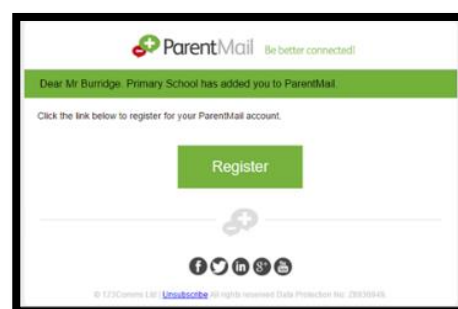 ParentMail Be better connected!
Dear Mr Burridge. Primary School has added you to ParentMail.
Click the link below to register for your ParentMail account.
Register
© 123Comms Ltd | Unsubscribe All rights reserved Data Protection No.